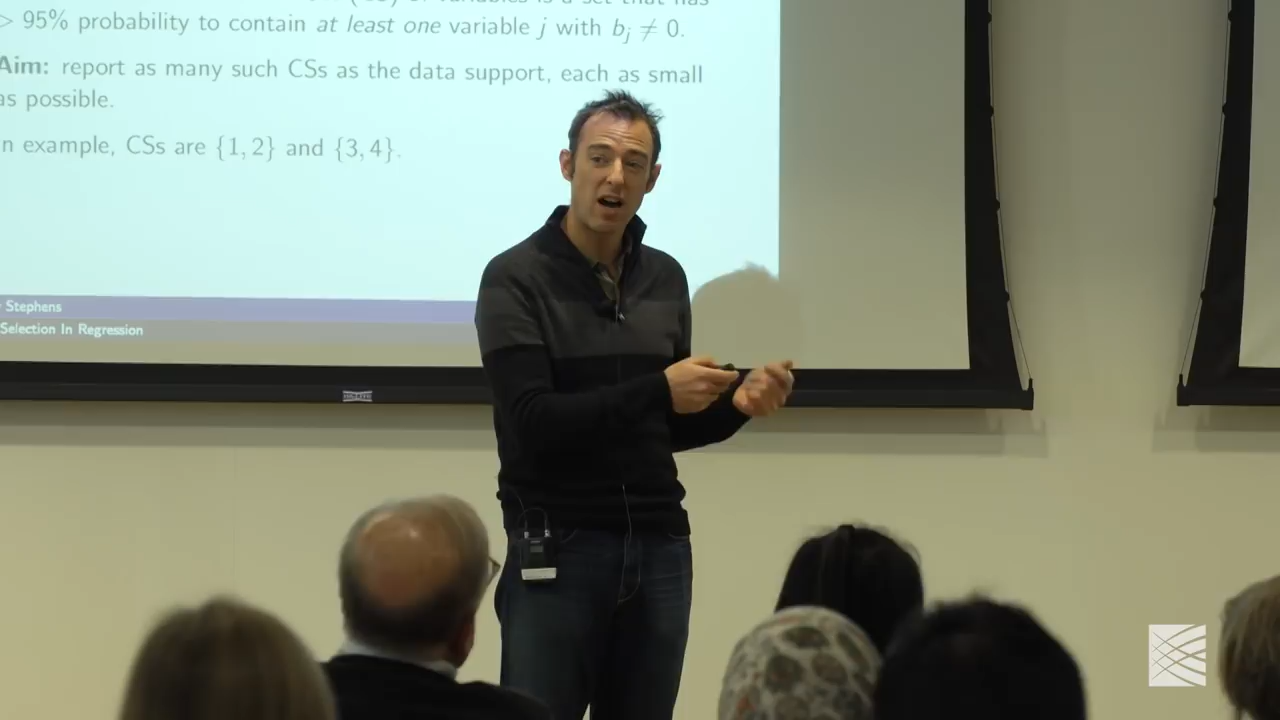 > 95% probability to contain at least one variable j with b_j ≠ 0.
Aim: report as many such CSs as the data support, each as small
as possible.
n example, CSs are {1, 2} and {3, 4}.
Stephens
Selection In Regression